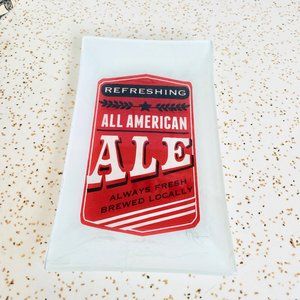 REFRESHING
ALL AMERICAN
ALE
ALWAYS FRESH
BREWED LOCALLY